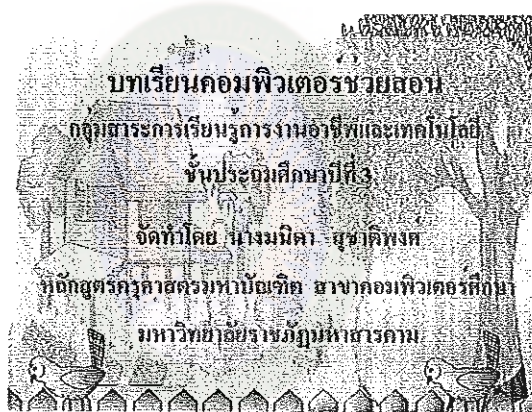 บทเรียนคอมพิวเตอร์ช่วยสอน
กลุ่มสาระการเรียนรู้การงานอาชีพและเทคโนโลยี
ชั้นประถมศึกษาปีที่ 3
จัดทำโดย นางมนิดา สุชาติพงศ์
หลักสูตรครุศาสตรมหาบัณฑิต สาขาคอมพิวเตอร์ศึกษา
มหาวิทยาลัยราชภัฏมหาสารคาม